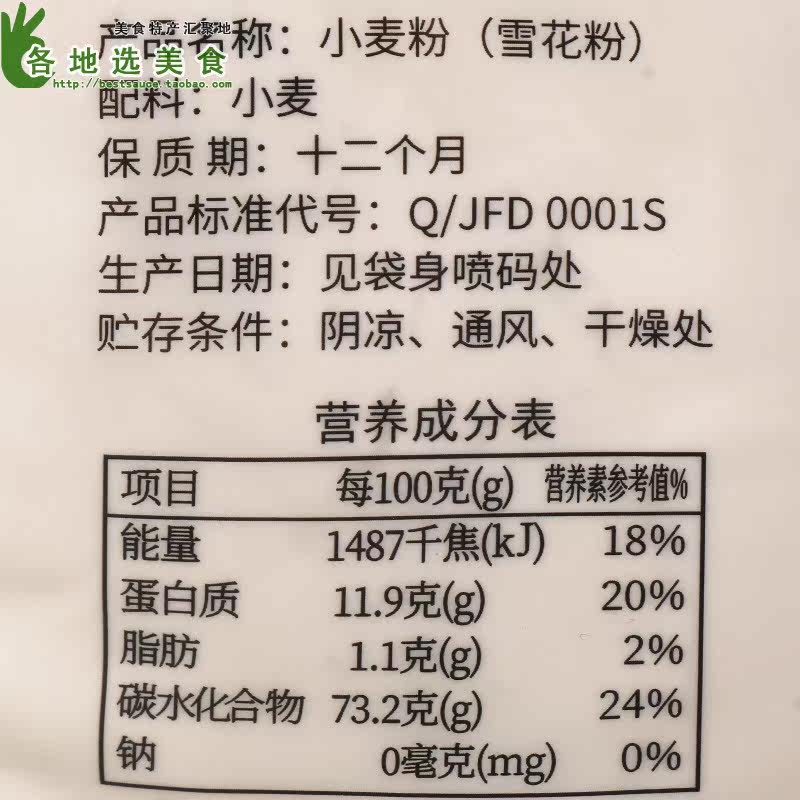 美食特产汇聚地
各地选美食
http://bestsaupe.taobao.com
产品名称：小麦粉（雪花粉）
配料：小麦
保质期：十二个月
产品标准代号：Q/JFD 0001S
生产日期：见袋身喷码处
贮存条件：阴凉、通风、干燥处
营养成分表
项目 每100克(g) 营养素参考值%
能量 1487千焦(kJ) 18%
蛋白质 11.9克(g) 20%
脂肪 1.1克(g) 2%
碳水化合物 73.2克(g) 24%
钠 0毫克(mg) 0%